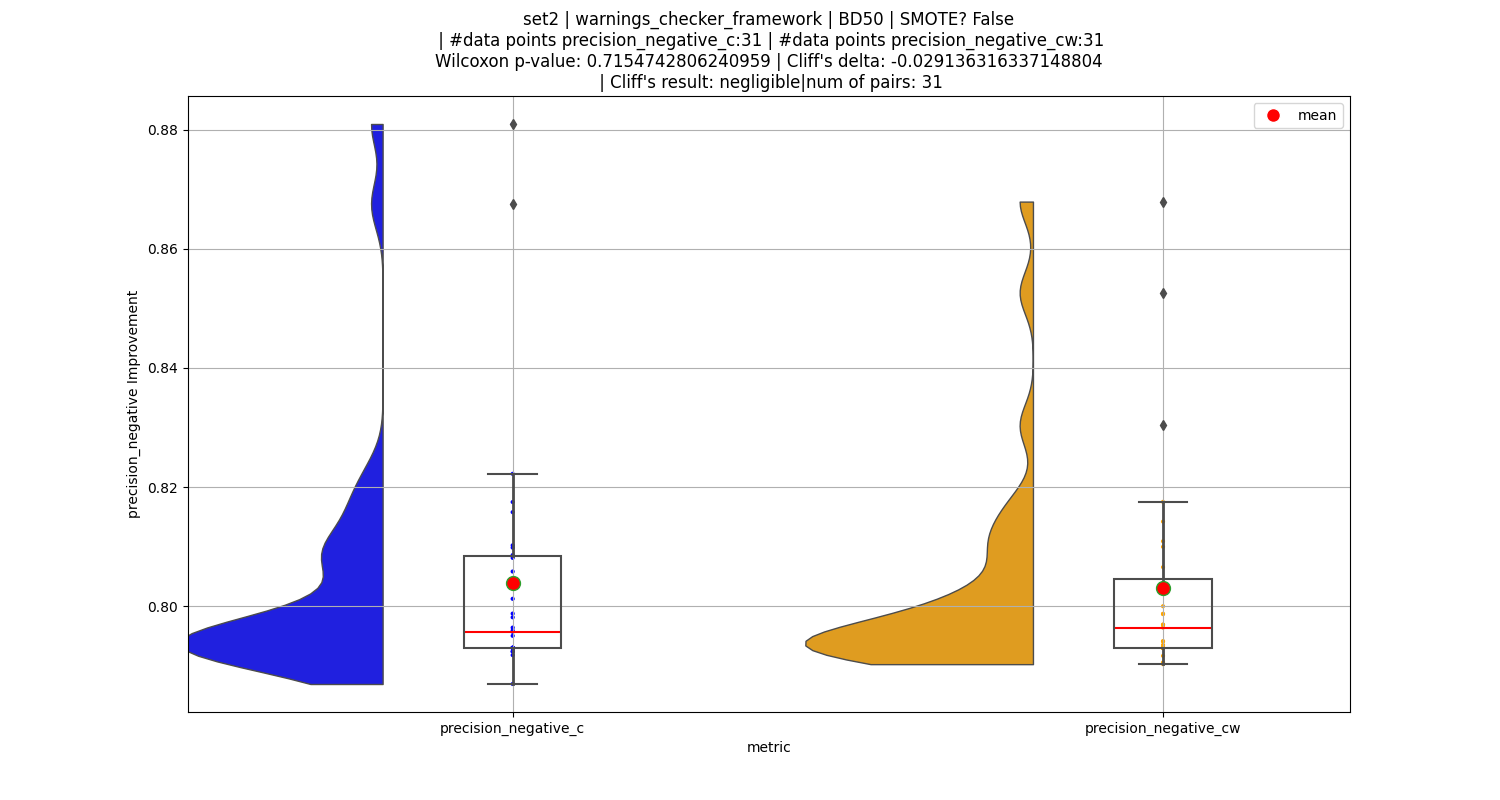 set2 | warnings_checker_framework | BD50 | SMOTE? False
| #data points precision_negative_c:31 | #data points precision_negative_cw:31
Wilcoxon p-value: 0.7154742806240959 | Cliff's delta: -0.029136316337148804
| Cliff's result: negligible|num of pairs: 31
mean
precision_negative Improvement
0.88
0.86
0.84
0.82
0.80
precision_negative_c
precision_negative_cw
metric